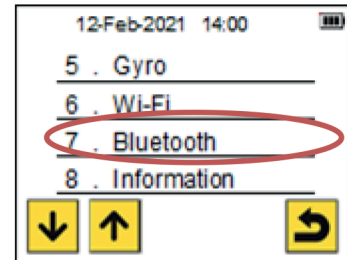 12-Feb-2021 14:00
5 . Gyro
6 . Wi-Fi
7 . Bluetooth
8 . Information